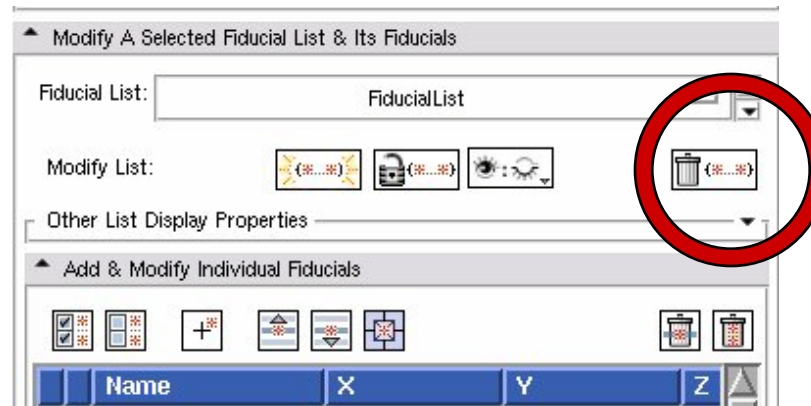 Modify A Selected Fiducial List & Its Fiducials
Fiducial List: FiducialList
Modify List: {*...*} {*...*} : {*...*}
Other List Display Properties
Add & Modify Individual Fiducials
Name X Y Z